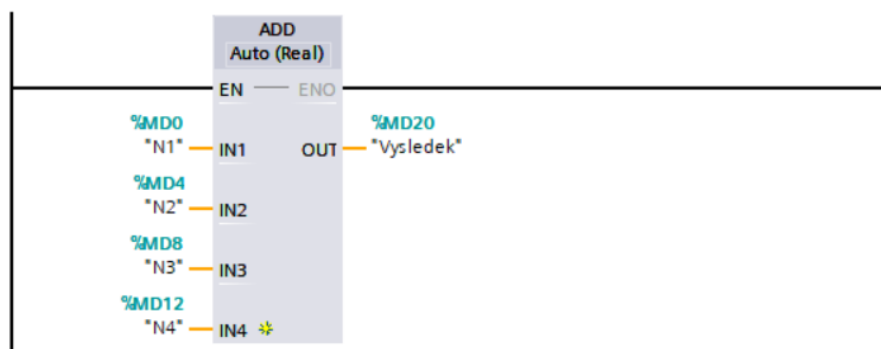 ADD
Auto (Real)
EN ENO
%MD0 %MD20
"N1" IN1 OUT "Vysledek"
%MD4
"N2" IN2
%MD8
"N3" IN3
%MD12
"N4" IN4